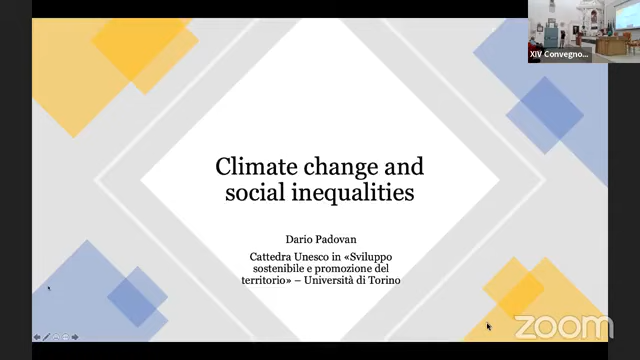 XIV Convegno...
Climate change and
social inequalities
Dario Padovan
Cattedra Unesco in «Sviluppo
sostenibile e promozione del
territorio» – Università di Torino
zoom